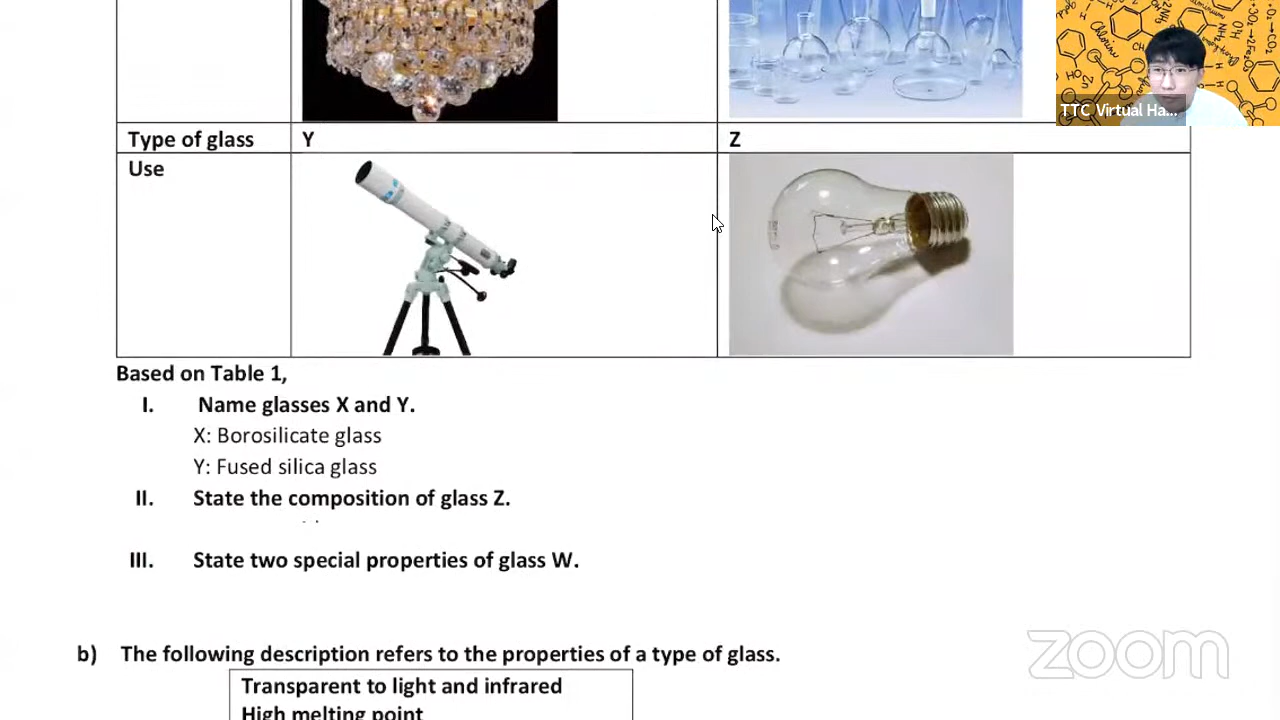 TTC Virtual Ha...
Type of glass Y Z
Use
Based on Table 1,
I. Name glasses X and Y.
X: Borosilicate glass
Y: Fused silica glass
II. State the composition of glass Z.
III. State two special properties of glass W.
b) The following description refers to the properties of a type of glass.
Transparent to light and infrared
High melting point
zoom